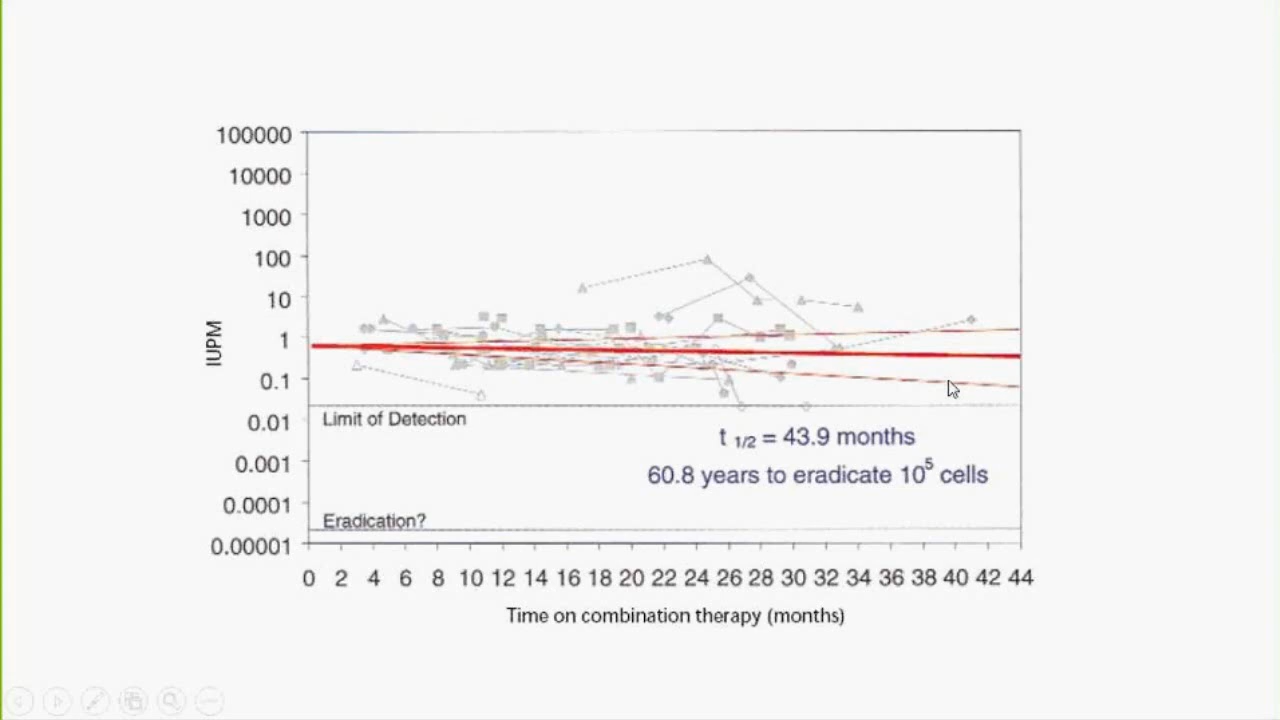 100000
10000
1000
100
10
1
0.1
0.01
0.001
0.0001
0.00001
IUPM
Limit of Detection
t 1/2 = 43.9 months
60.8 years to eradicate 10⁵ cells
Eradication?
0 2 4 6 8 10 12 14 16 18 20 22 24 26 28 30 32 34 36 38 40 42 44
Time on combination therapy (months)